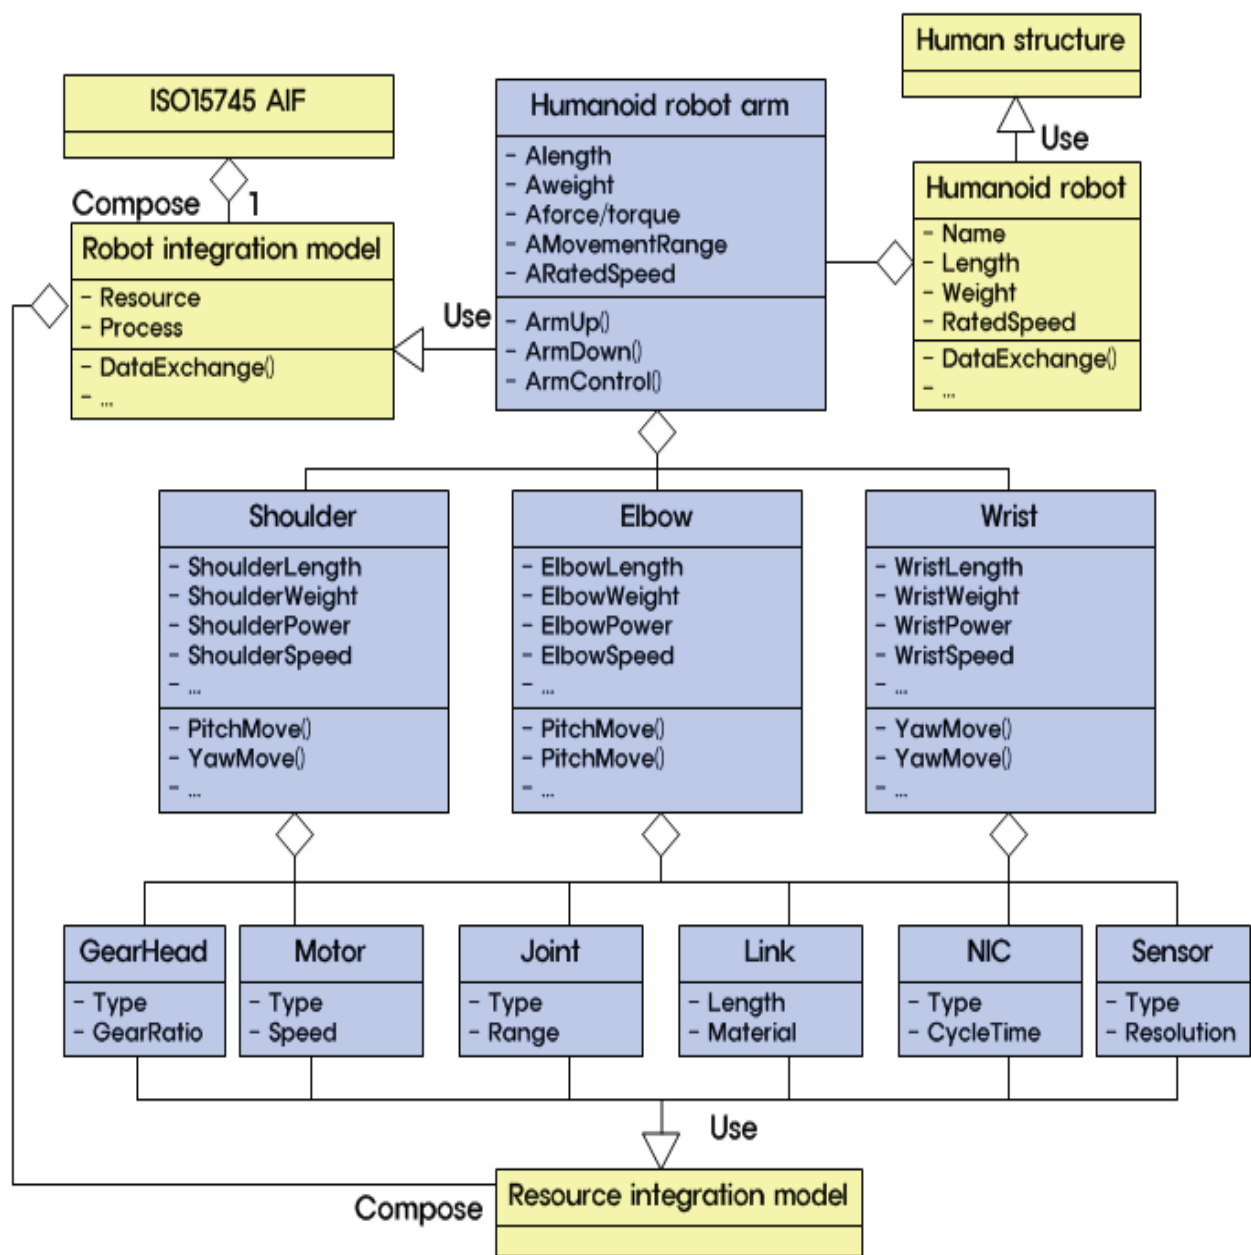 Human structure
Use
ISO15745 AIF
Compose
1
Robot integration model
- Resource
- Process
- DataExchange()
- ...
Use
Humanoid robot arm
- Alength
- Aweight
- Aforce/torque
- AMovementRange
- ARatedSpeed
- ArmUp()
- ArmDown()
- ArmControl()
Humanoid robot
- Name
- Length
- Weight
- RatedSpeed
- DataExchange()
- ...
Shoulder
- ShoulderLength
- ShoulderWeight
- ShoulderPower
- ShoulderSpeed
- ...
- PitchMove()
- YawMove()
- ...
Elbow
- ElbowLength
- ElbowWeight
- ElbowPower
- ElbowSpeed
- ...
- PitchMove()
- PitchMove()
- ...
Wrist
- WristLength
- WristWeight
- WristPower
- WristSpeed
- ...
- YawMove()
- YawMove()
- ...
GearHead
- Type
- GearRatio
Motor
- Type
- Speed
Joint
- Type
- Range
Link
- Length
- Material
NIC
- Type
- CycleTime
Sensor
- Type
- Resolution
Use
Compose
Resource integration model